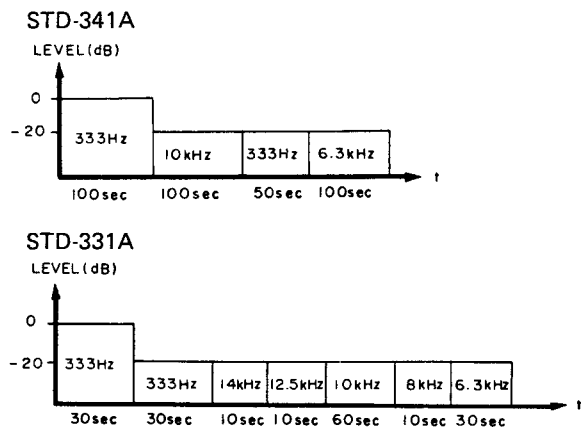 STD-341A
LEVEL(dB)
0
-20
333Hz
10kHz
333Hz
6.3kHz
t
100sec
100sec
50sec
100sec
STD-331A
LEVEL(dB)
0
-20
333Hz
333Hz
14kHz
12.5kHz
10kHz
8kHz
6.3kHz
t
30sec
30sec
10sec
10sec
60sec
10sec
30sec